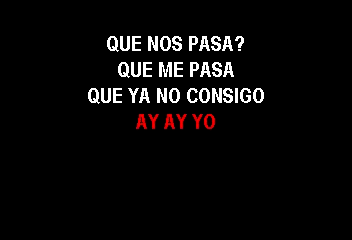 QUE NOS PASA?
QUE ME PASA
QUE YA NO CONSIGO
AY AY YO